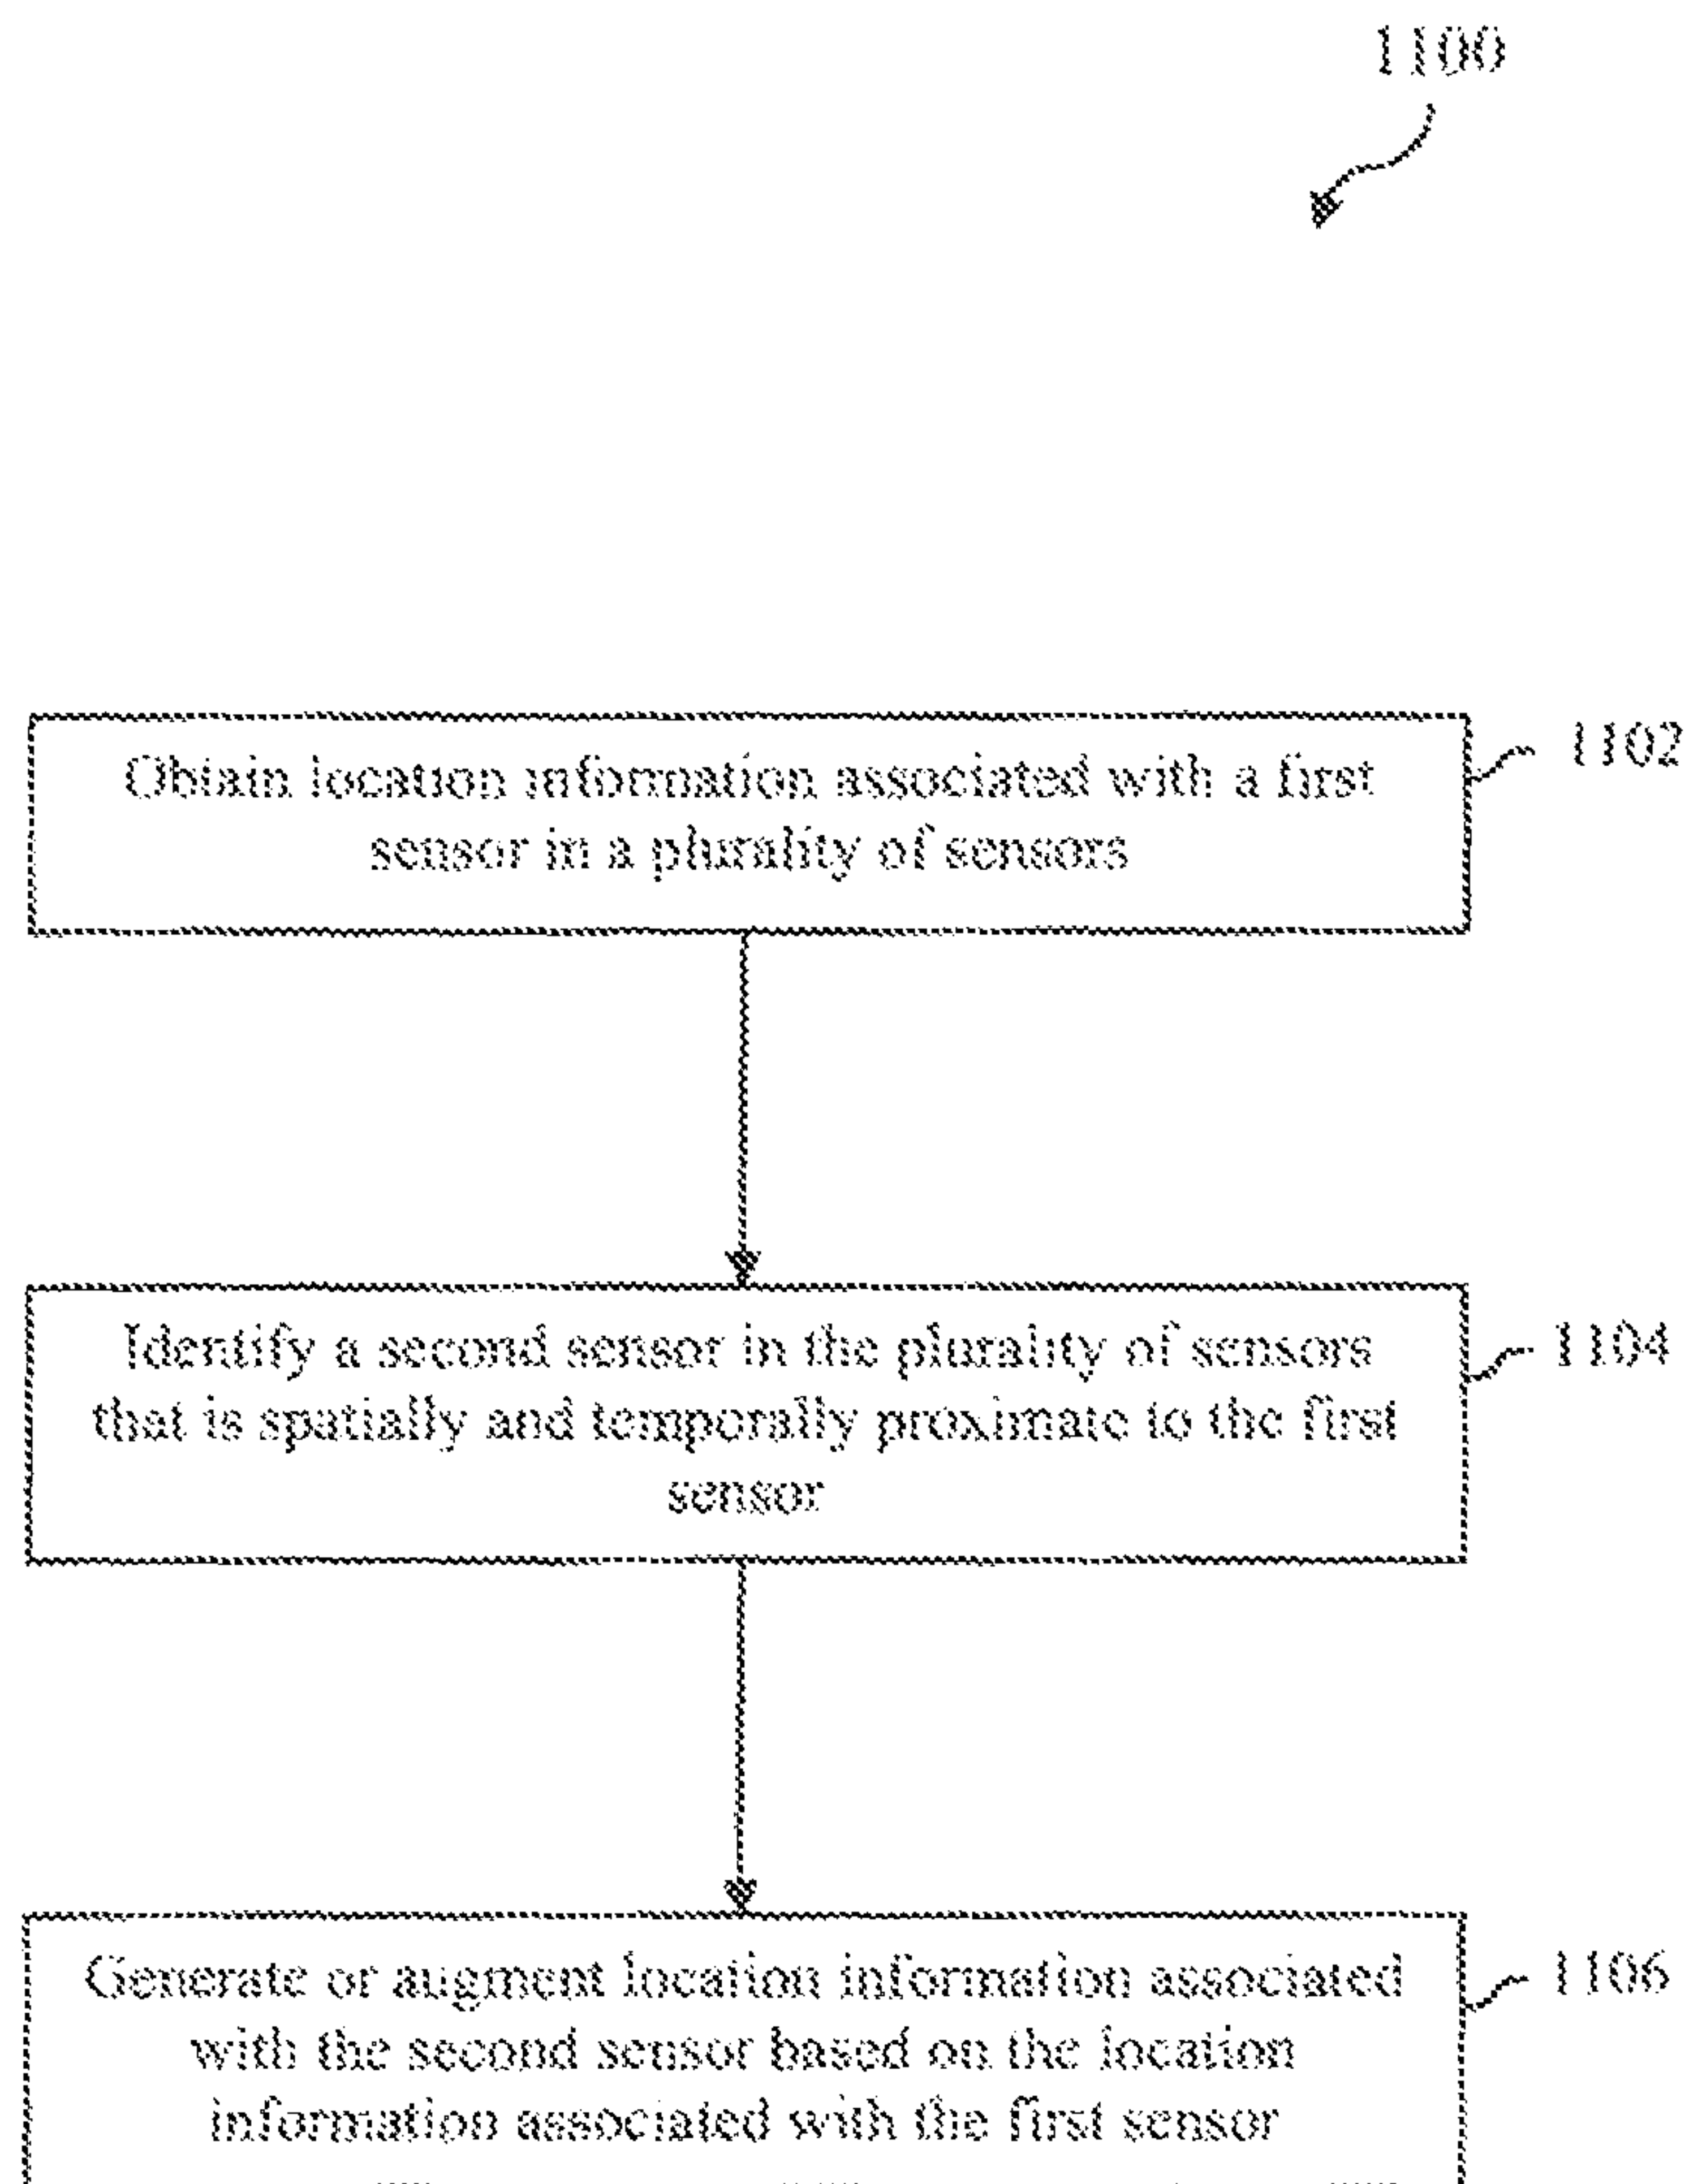 1100
Obtain location information associated with a first
1102
sensor in a plurality of sensors
Identify a second sensor in the plurality of sensors
1104
that is spatially and temporally proximate to the first
sensor
Generate or augment location information associated
1106
with the second sensor based on the location
information associated with the first sensor